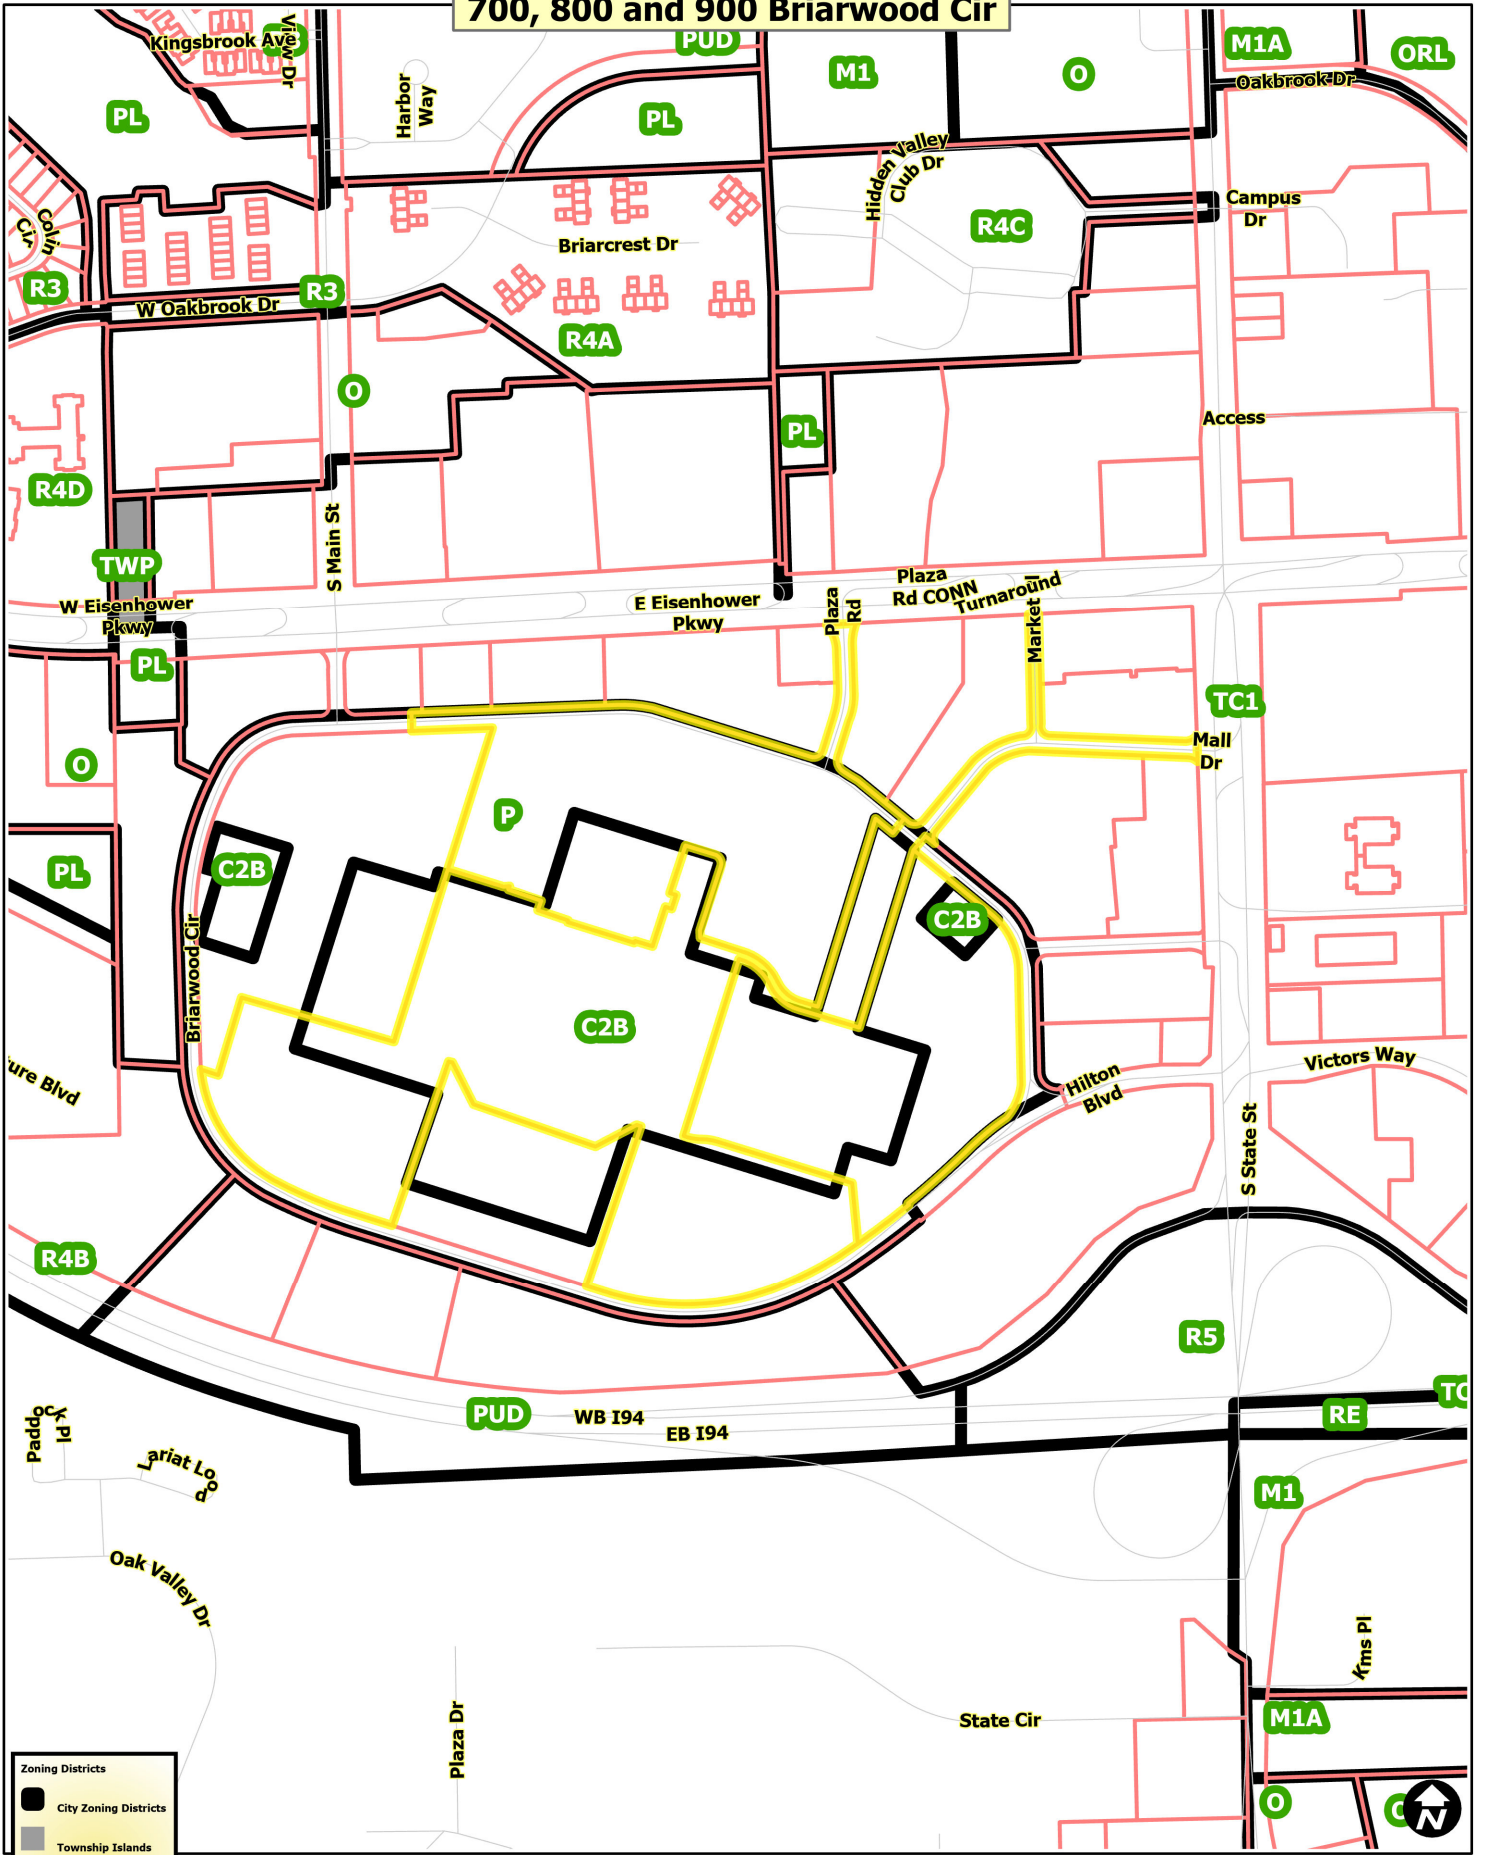 700, 800 and 900 Briarwood Cir
Kingsbrook Ave
View Dr
PUD
M1
O
M1A
ORL
Oakbrook Dr
PL
Harbor
Way
PL
Hidden Valley
Club Dr
Campus
Dr
R4C
Colin
Cir
Briarcrest Dr
R3
R3
W Oakbrook Dr
R4A
O
Access
PL
R4D
S Main St
TWP
Plaza
Rd CONN
Turnaround
W Eisenhower
Pkwy
E Eisenhower
Pkwy
Plaza
Rd
Market
PL
TC1
Mall
Dr
O
P
C2B
PL
C2B
Briarwood Cir
C2B
ure Blvd
Hilton
Blvd
Victors Way
S State St
R4B
R5
PUD
WB I94
EB I94
TC
RE
Paddock Pl
Lariat Loop
M1
Oak Valley Dr
Kms Pl
Plaza Dr
State Cir
M1A
O
Zoning Districts
City Zoning Districts
Township Islands
N